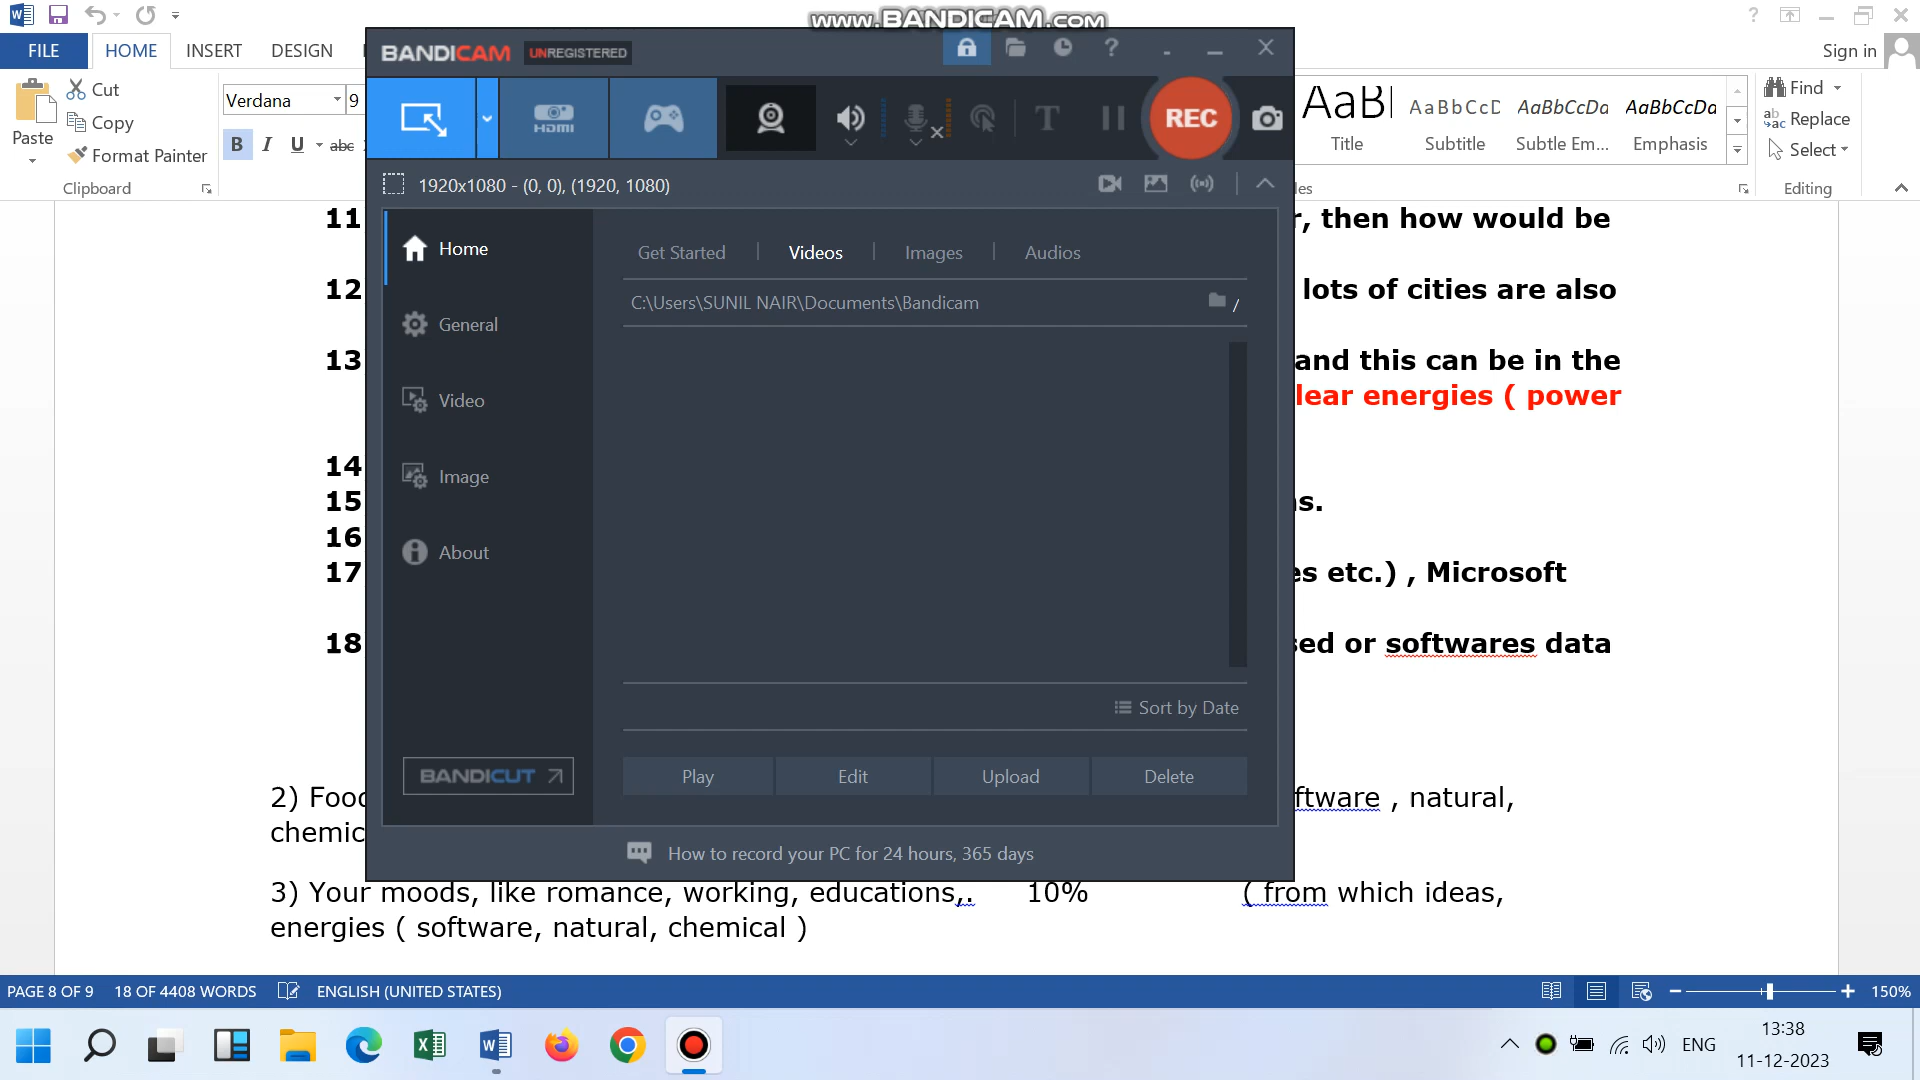 www.BANDICAM.com
FILE
HOME
INSERT
DESIGN
Sign in
Cut
Copy
Format Painter
Paste
Clipboard
Verdana
9
B I U abc
AaBl
Title
AaBbCcD
Subtitle
AaBbCcDa
Subtle Em...
AaBbCcDa
Emphasis
les
Find
Replace
Select
Editing
BANDICAM
UNREGISTERED
HDMI
T
REC
1920x1080 - (0, 0), (1920, 1080)
Home
General
Video
Image
About
BANDICUT
Get Started
Videos
Images
Audios
C:\Users\SUNIL NAIR\Documents\Bandicam
/
Sort by Date
Play
Edit
Upload
Delete
How to record your PC for 24 hours, 365 days
11 r, then how would be
12 lots of cities are also
13 and this can be in the
lear energies ( power
14
15 ns.
16
17 es etc.) , Microsoft
18 sed or softwares data
2) Food ftware , natural,
chemic
3) Your moods, like romance, working, educations,. 10% ( from which ideas,
energies ( software, natural, chemical )
PAGE 8 OF 9
18 OF 4408 WORDS
ENGLISH (UNITED STATES)
150%
ENG
13:38
11-12-2023